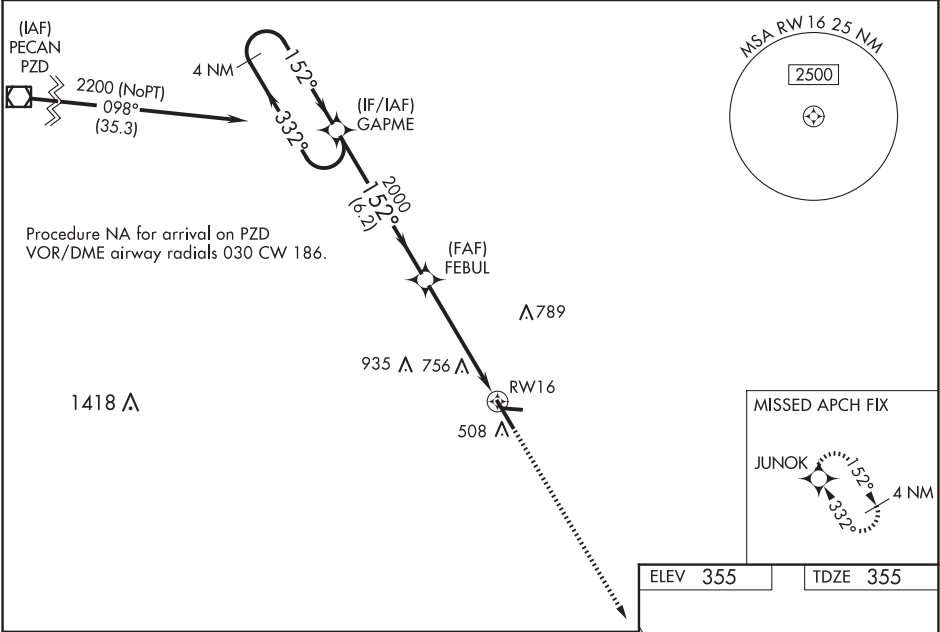 (IAF)
PECAN
PZD
2200 (NoPT)
098°
(35.3)
4 NM
152°
332°
(IF/IAF)
GAPME
2000
152°
(6.2)
MSA RW 16 25 NM
2500
Procedure NA for arrival on PZD
VOR/DME airway radials 030 CW 186.
(FAF)
FEBUL
789
935
756
RW16
1418
508
MISSED APCH FIX
JUNOK
152°
4 NM
332°
ELEV 355
TDZE 355